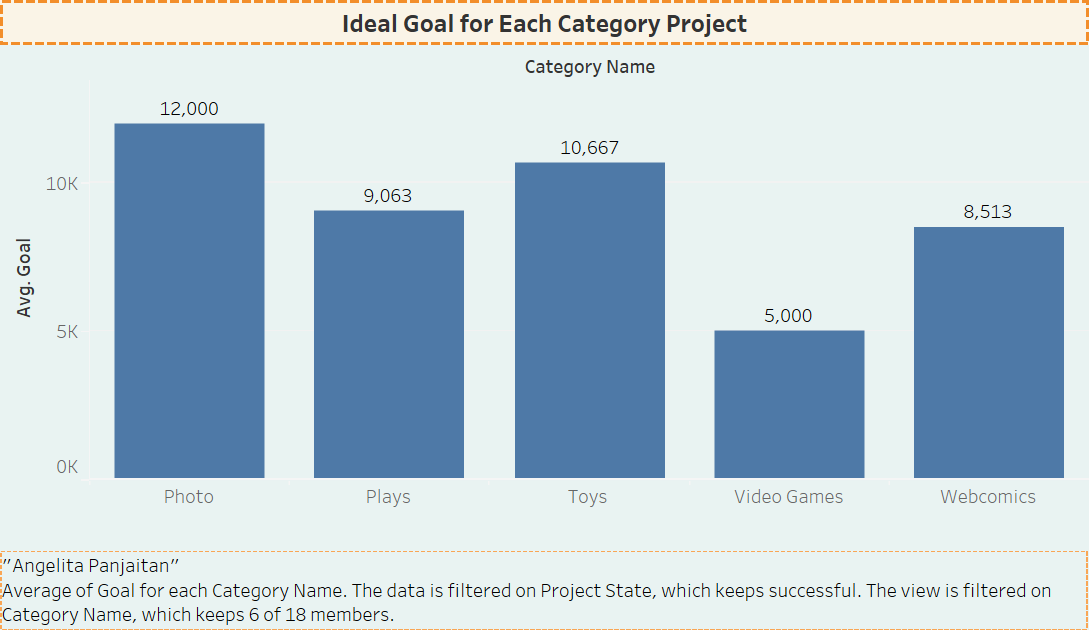 Ideal Goal for Each Category Project
Category Name
12,000
9,063
10,667
5,000
8,513
10K
5K
0K
Avg. Goal
Photo
Plays
Toys
Video Games
Webcomics
"Angelita Panjaitan"
Average of Goal for each Category Name. The data is filtered on Project State, which keeps successful. The view is filtered on
Category Name, which keeps 6 of 18 members.